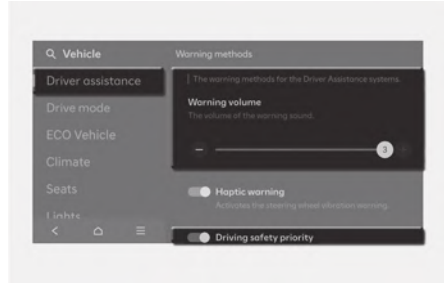 Vehicle
Warning methods
Driver assistance
The warning methods for the Driver Assistance systems.
Warning volume
The volume of the warning sound.
Drive mode
ECO Vehicle
3
Climate
Seats
Haptic warning
Activates the steering wheel vibration warning.
Lights
Driving safety priority